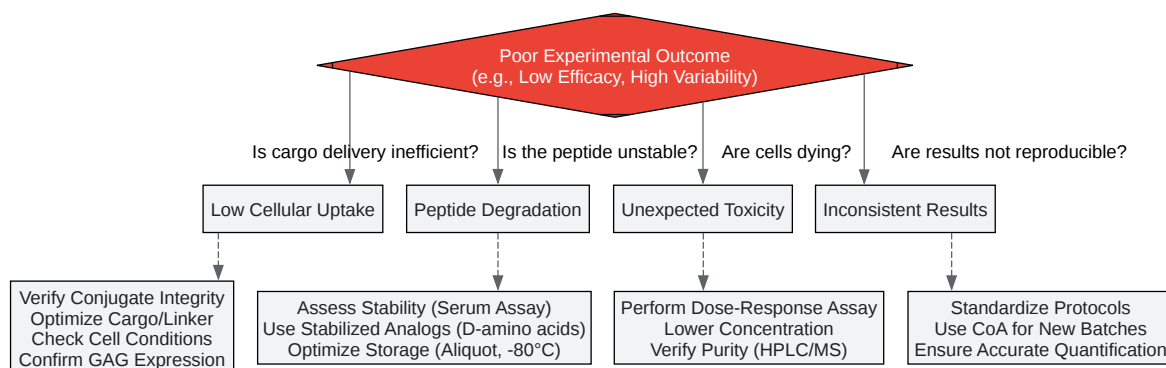 Poor Experimental Outcome
(e.g., Low Efficacy, High Variability)
Is cargo delivery inefficient?
Is the peptide unstable?
Are cells dying?
Are results not reproducible?
Low Cellular Uptake
Peptide Degradation
Unexpected Toxicity
Inconsistent Results
Verify Conjugate Integrity
Optimize Cargo/Linker
Check Cell Conditions
Confirm GAG Expression
Assess Stability (Serum Assay)
Use Stabilized Analogs (D-amino acids)
Optimize Storage (Aliquot, -80°C)
Perform Dose-Response Assay
Lower Concentration
Verify Purity (HPLC/MS)
Standardize Protocols
Use CoA for New Batches
Ensure Accurate Quantification